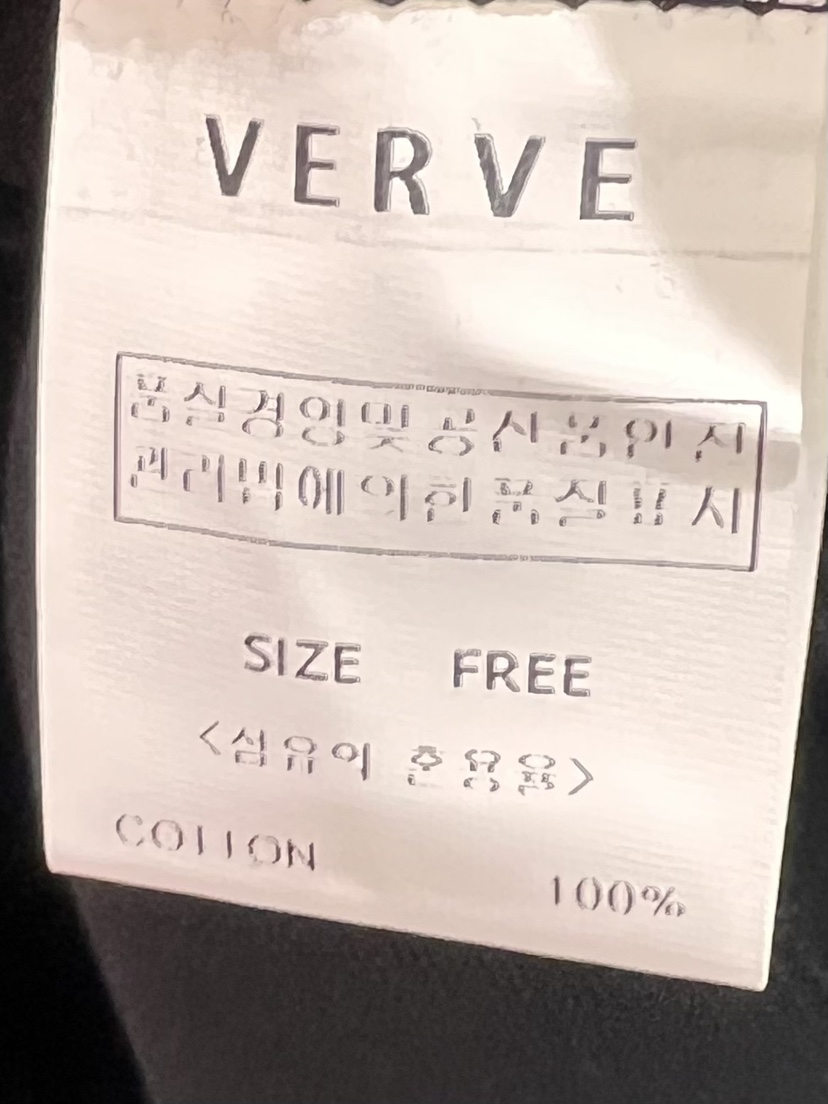 VERVE
품질경영및공산품안전
관리법에의한품질표시
SIZE FREE
<섬유의 혼용율>
COTTON
100%